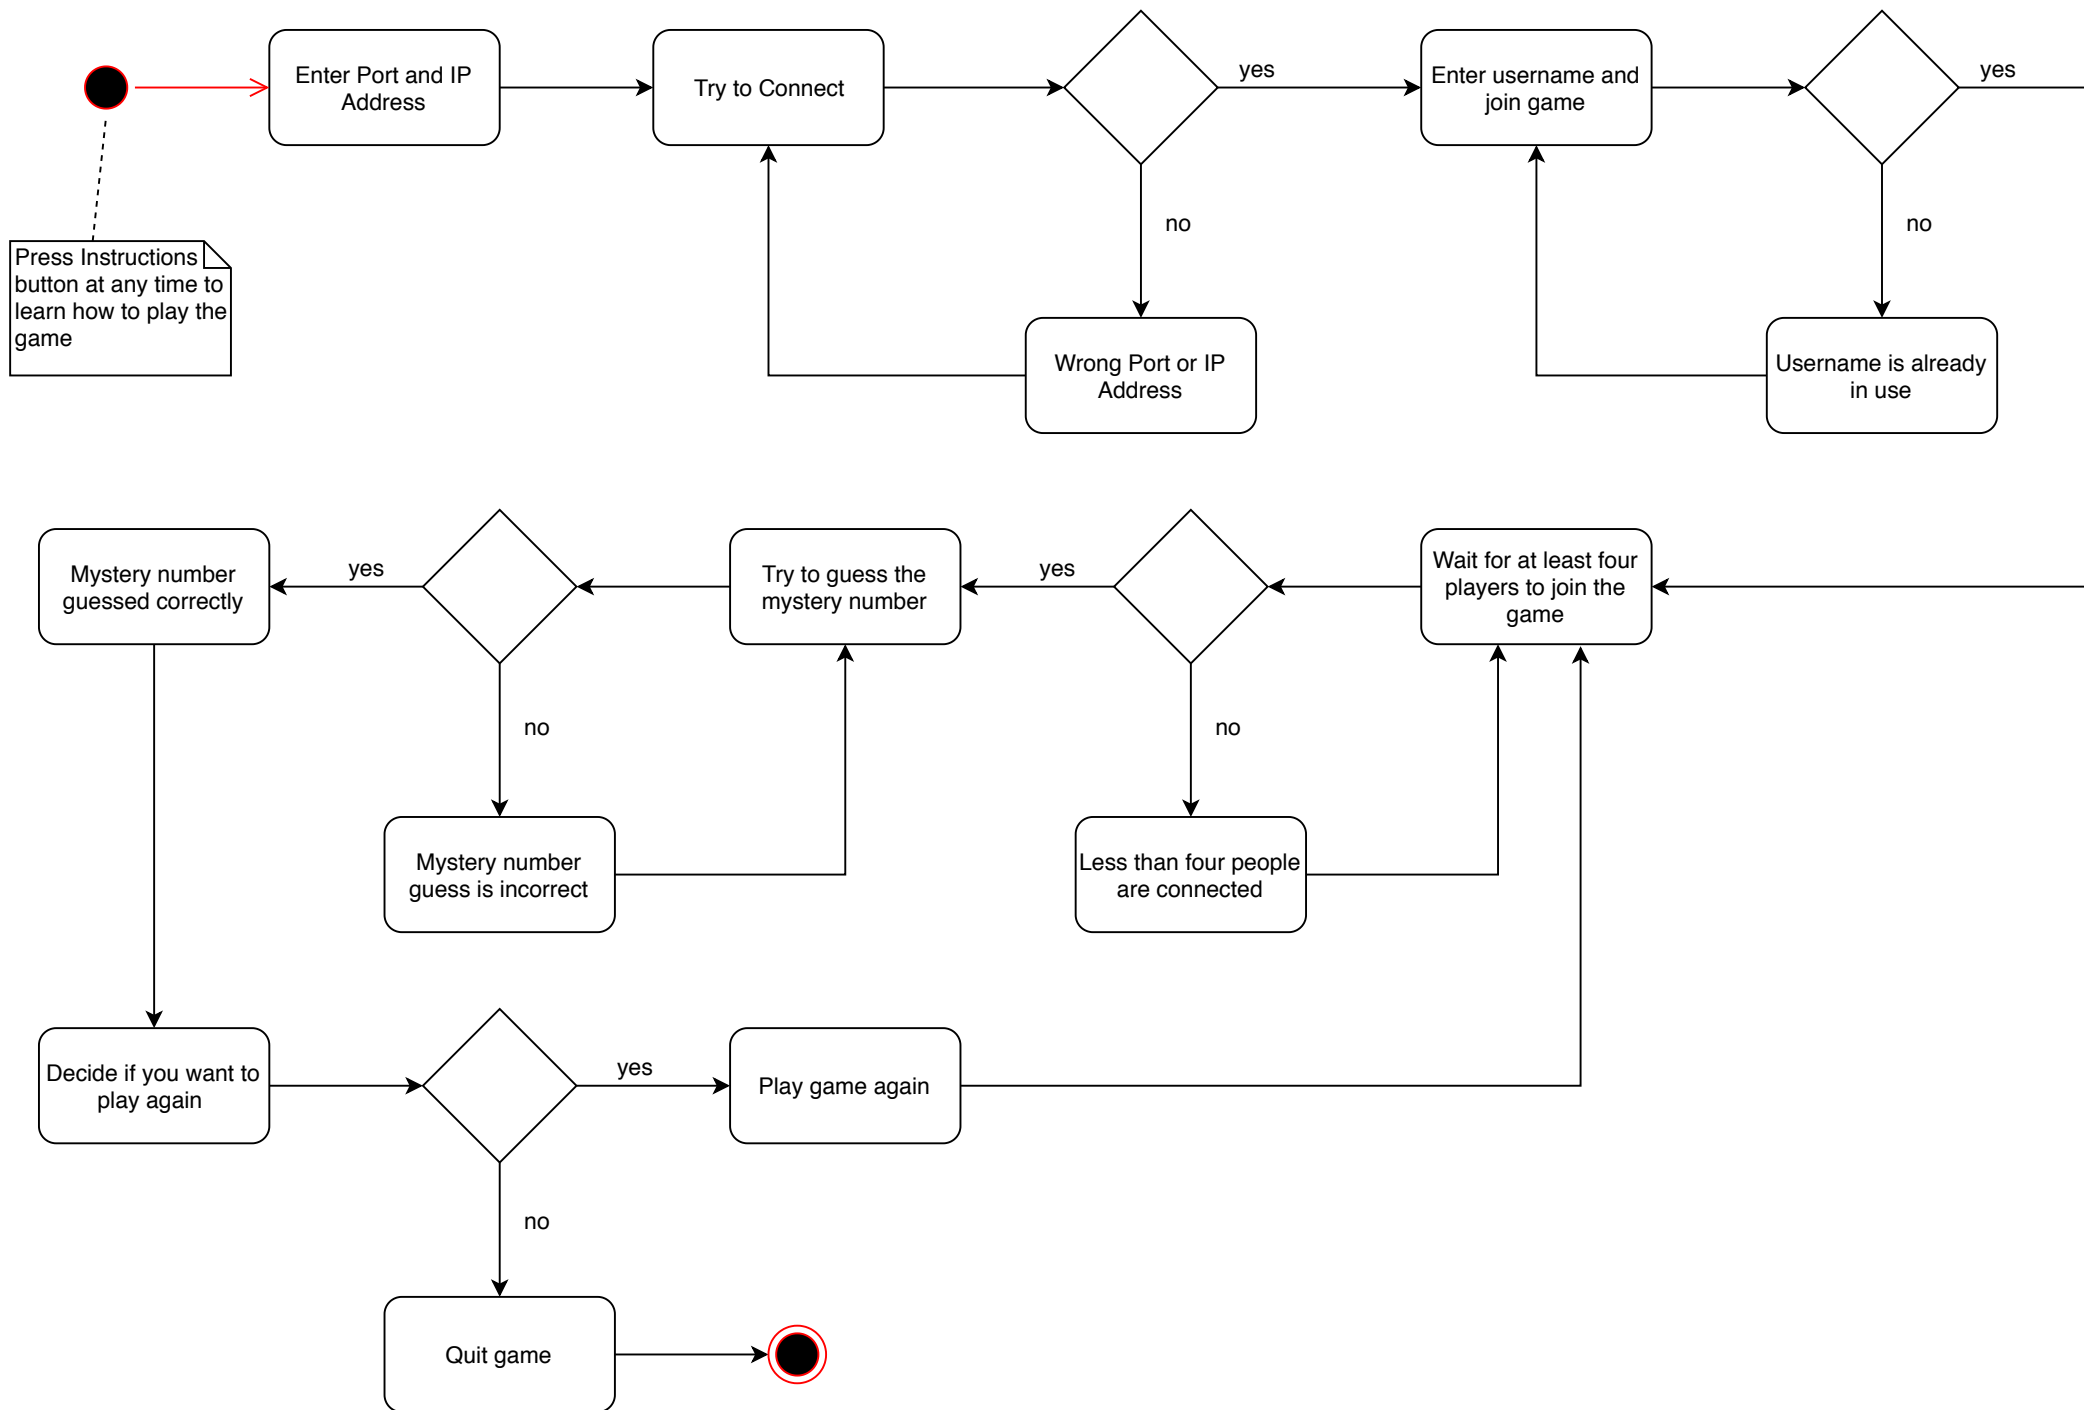 Enter Port and IP
Address
Try to Connect
yes
Enter username and
join game
yes
no
no
Press Instructions
button at any time to
learn how to play the
game
Wrong Port or IP
Address
Username is already
in use
Mystery number
guessed correctly
yes
Try to guess the
mystery number
yes
Wait for at least four
players to join the
game
no
no
Mystery number
guess is incorrect
Less than four people
are connected
Decide if you want to
play again
yes
Play game again
no
Quit game